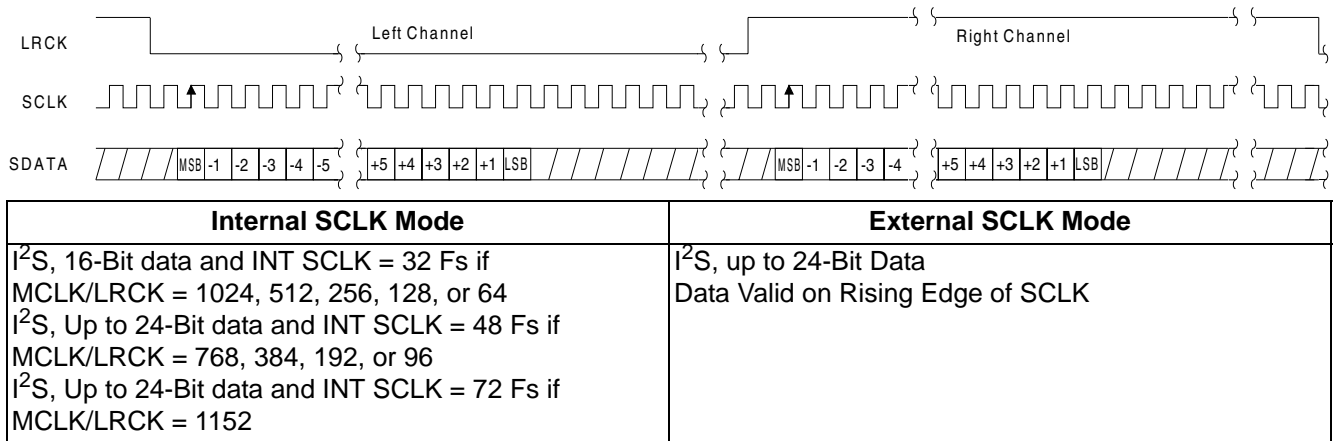 LRCK
Left Channel
Right Channel
SCLK
SDATA
MSB -1 -2 -3 -4 -5
+5 +4 +3 +2 +1 LSB
MSB -1 -2 -3 -4
+5 +4 +3 +2 +1 LSB
Internal SCLK Mode
External SCLK Mode
I²S, 16-Bit data and INT SCLK = 32 Fs if
MCLK/LRCK = 1024, 512, 256, 128, or 64
I²S, Up to 24-Bit data and INT SCLK = 48 Fs if
MCLK/LRCK = 768, 384, 192, or 96
I²S, Up to 24-Bit data and INT SCLK = 72 Fs if
MCLK/LRCK = 1152
I²S, up to 24-Bit Data
Data Valid on Rising Edge of SCLK